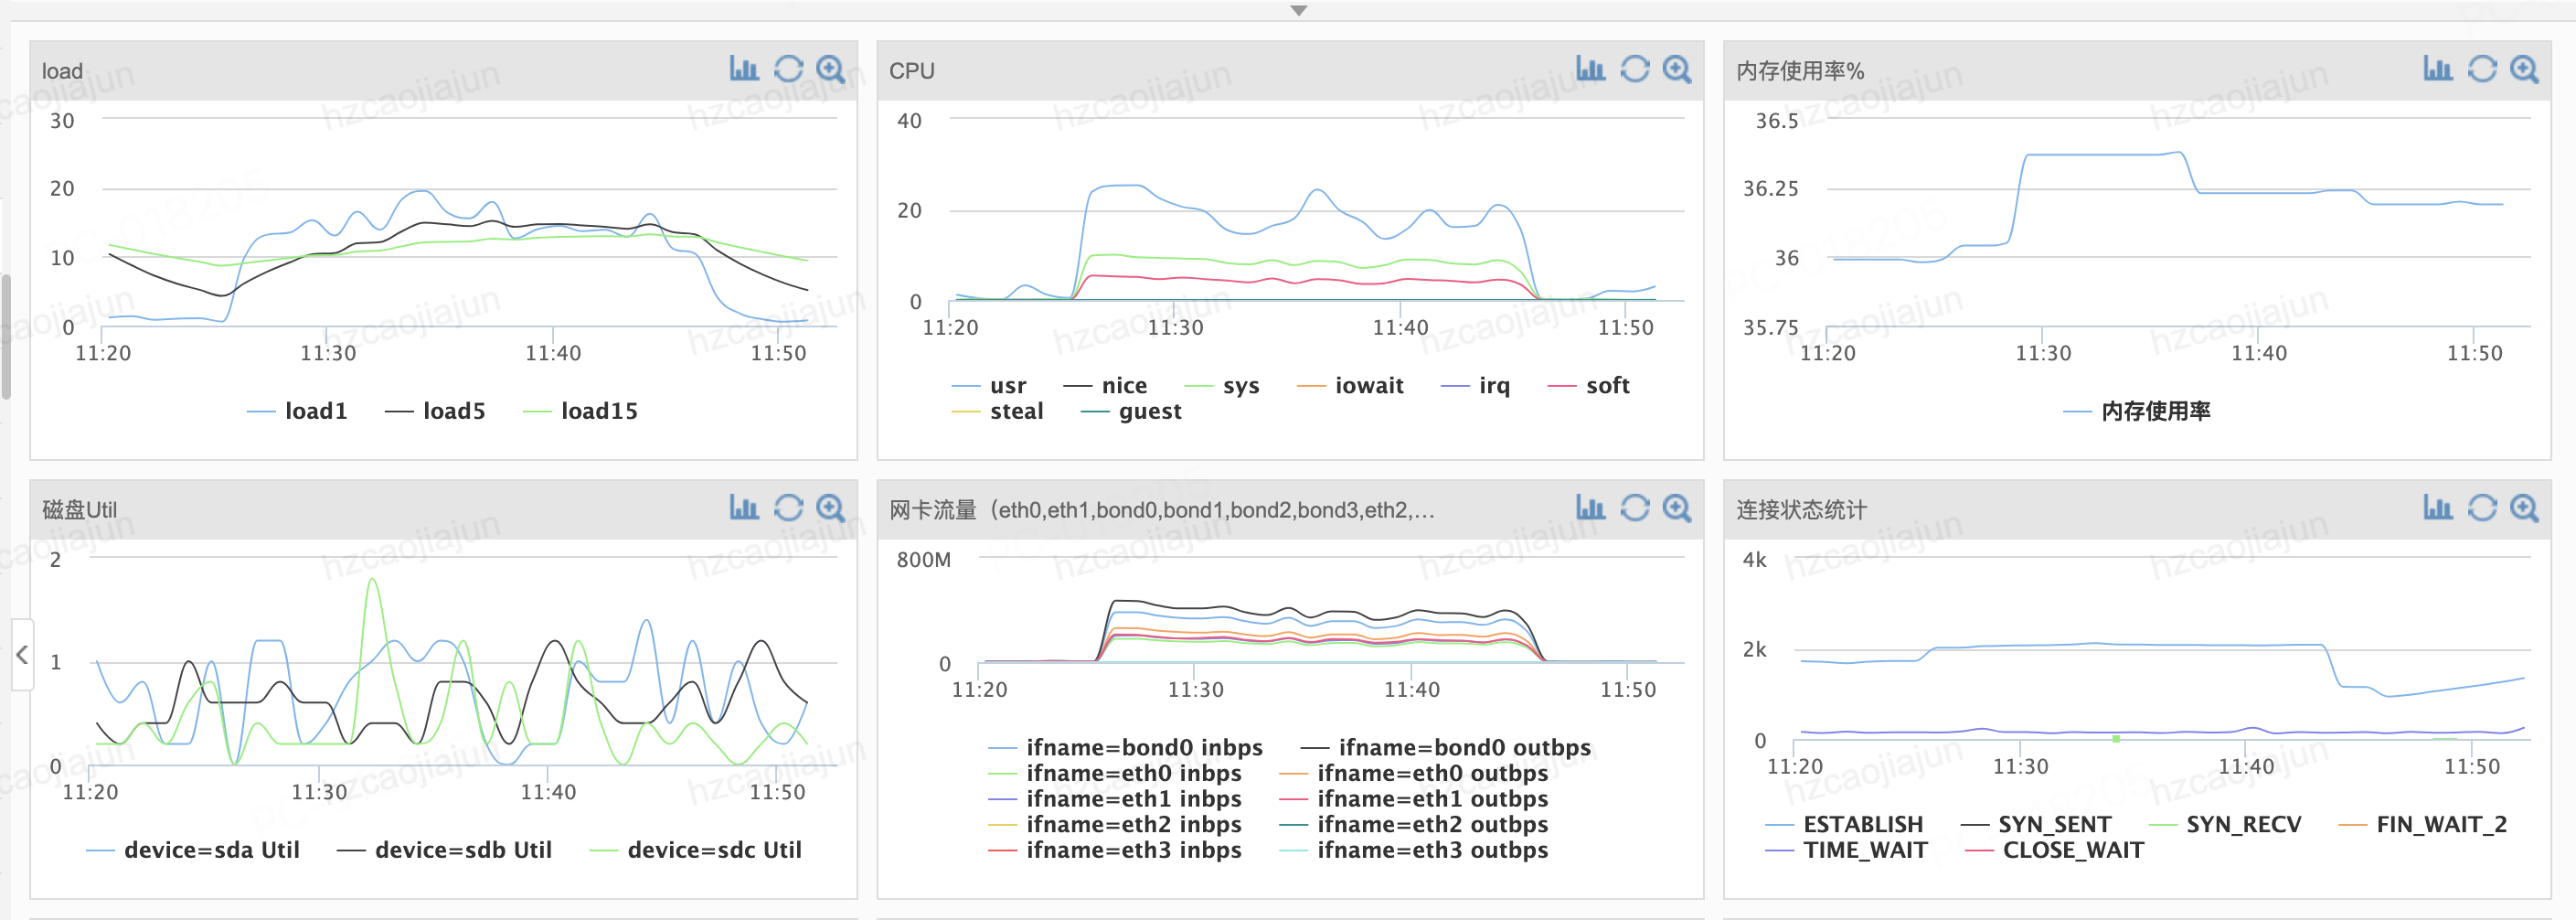 load
30
20
10
0
11:20 11:30 11:40 11:50
load1 load5 load15
CPU
40
20
0
11:20 11:30 11:40 11:50
usr nice sys iowait irq soft
steal guest
内存使用率%
36.5
36.25
36
35.75
11:20 11:30 11:40 11:50
内存使用率
磁盘Util
2
1
0
11:20 11:30 11:40 11:50
device=sda Util device=sdb Util device=sdc Util
网卡流量（eth0,eth1,bond0,bond1,bond2,bond3,eth2,...
800M
0
11:20 11:30 11:40 11:50
ifname=bond0 inbps ifname=bond0 outbps
ifname=eth0 inbps ifname=eth0 outbps
ifname=eth1 inbps ifname=eth1 outbps
ifname=eth2 inbps ifname=eth2 outbps
ifname=eth3 inbps ifname=eth3 outbps
连接状态统计
4k
2k
0
11:20 11:30 11:40 11:50
ESTABLISH SYN_SENT SYN_RECV FIN_WAIT_2
TIME_WAIT CLOSE_WAIT
hzcaojiajun